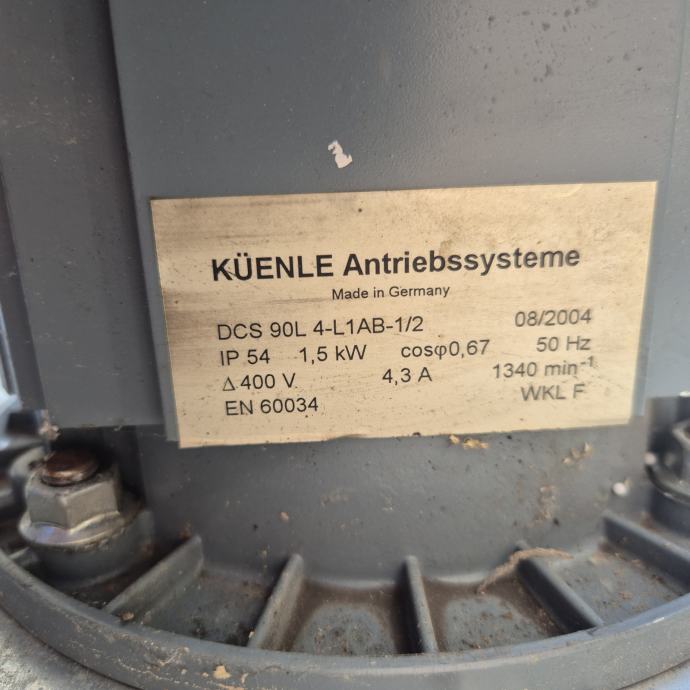 KÜENLE Antriebssysteme
Made in Germany
DCS 90L 4-L1AB-1/2 08/2004
IP 54 1,5 kW cosφ0,67 50 Hz
Δ 400 V 4,3 A 1340 min⁻¹
EN 60034 WKL F